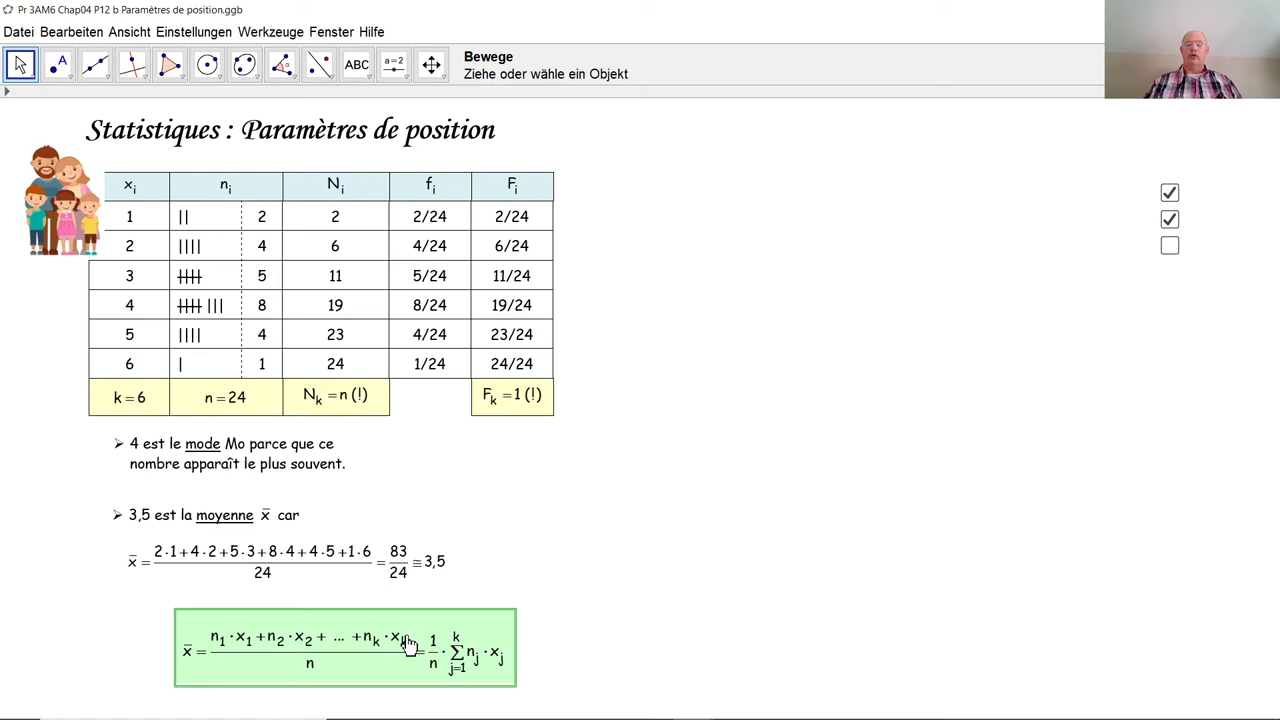 Pr 3AM6 Chap04 P12 b Paramètres de position.ggb
Datei Bearbeiten Ansicht Einstellungen Werkzeuge Fenster Hilfe
A ABC a=2 Bewege
Ziehe oder wähle ein Objekt
Statistiques : Paramètres de position
xᵢ nᵢ Nᵢ fᵢ Fᵢ
1 || 2 2 2/24 2/24
2 |||| 4 6 4/24 6/24
3 5 11 5/24 11/24
4 ||| 8 19 8/24 19/24
5 |||| 4 23 4/24 23/24
6 | 1 24 1/24 24/24
k = 6 n = 24 Nₖ = n (!) Fₖ = 1 (!)
➢ 4 est le mode Mo parce que ce
nombre apparaît le plus souvent.
➢ 3,5 est la moyenne x̄ car
x̄ = (2·1+4·2+5·3+8·4+4·5+1·6)/24 = 83/24 ≅ 3,5
x̄ = (n₁·x₁+n₂·x₂+ ... +nₖ·xₖ)/n = 1/n · ∑ⱼ₌₁ᵏ nⱼ · xⱼ